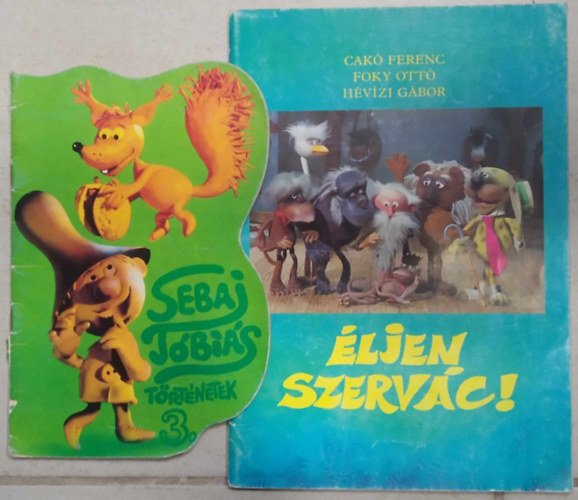 SEBAJ
TÓBIÁS
TÖRTÉNETEK
3.
CAKÓ FERENC
FOKY OTTÓ
HÉVÍZI GÁBOR
ÉLJEN
SZERVÁC!